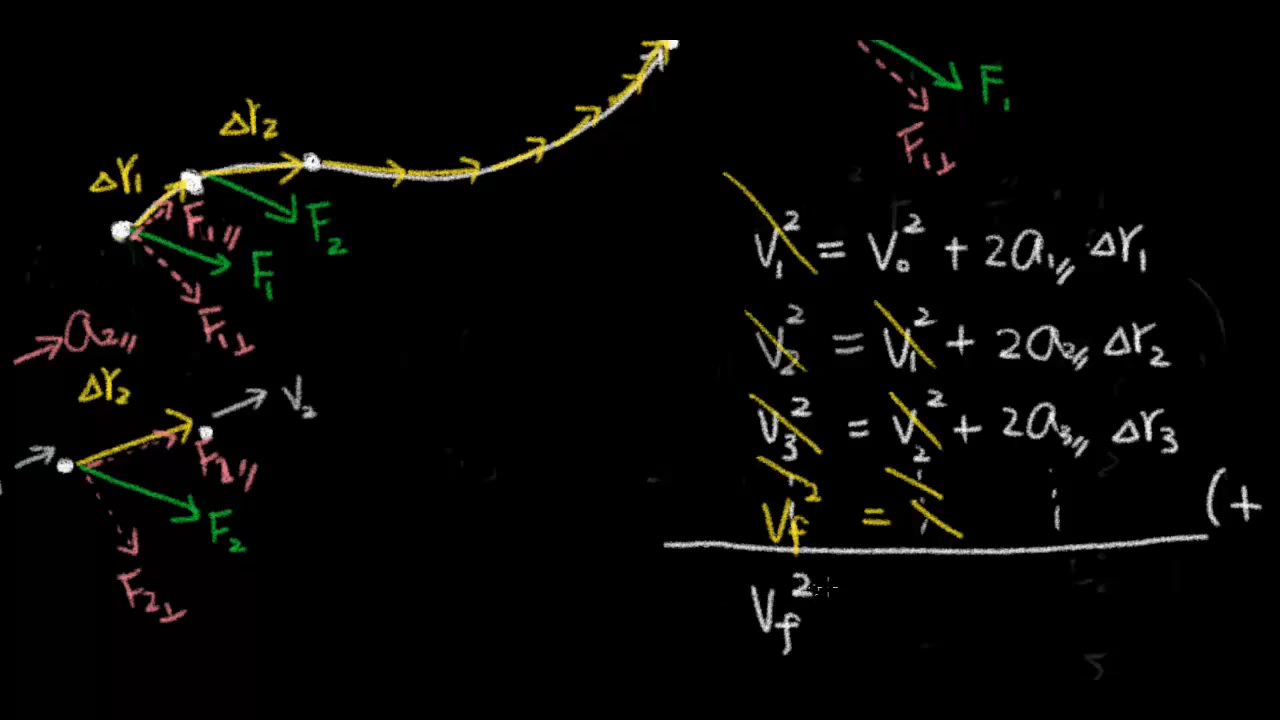 Δr₂
F₁
Δr₁
F₁⊥
F₁//
F₂
F₁
F₁⊥
a₂//
Δr₂
V₂
F₂//
F₂
F₂⊥
V₁² = V₀² + 2a₁// Δr₁
V₂² = V₁² + 2a₂// Δr₂
V₃² = V₂² + 2a₃// Δr₃
Vf² = (+
Vf²